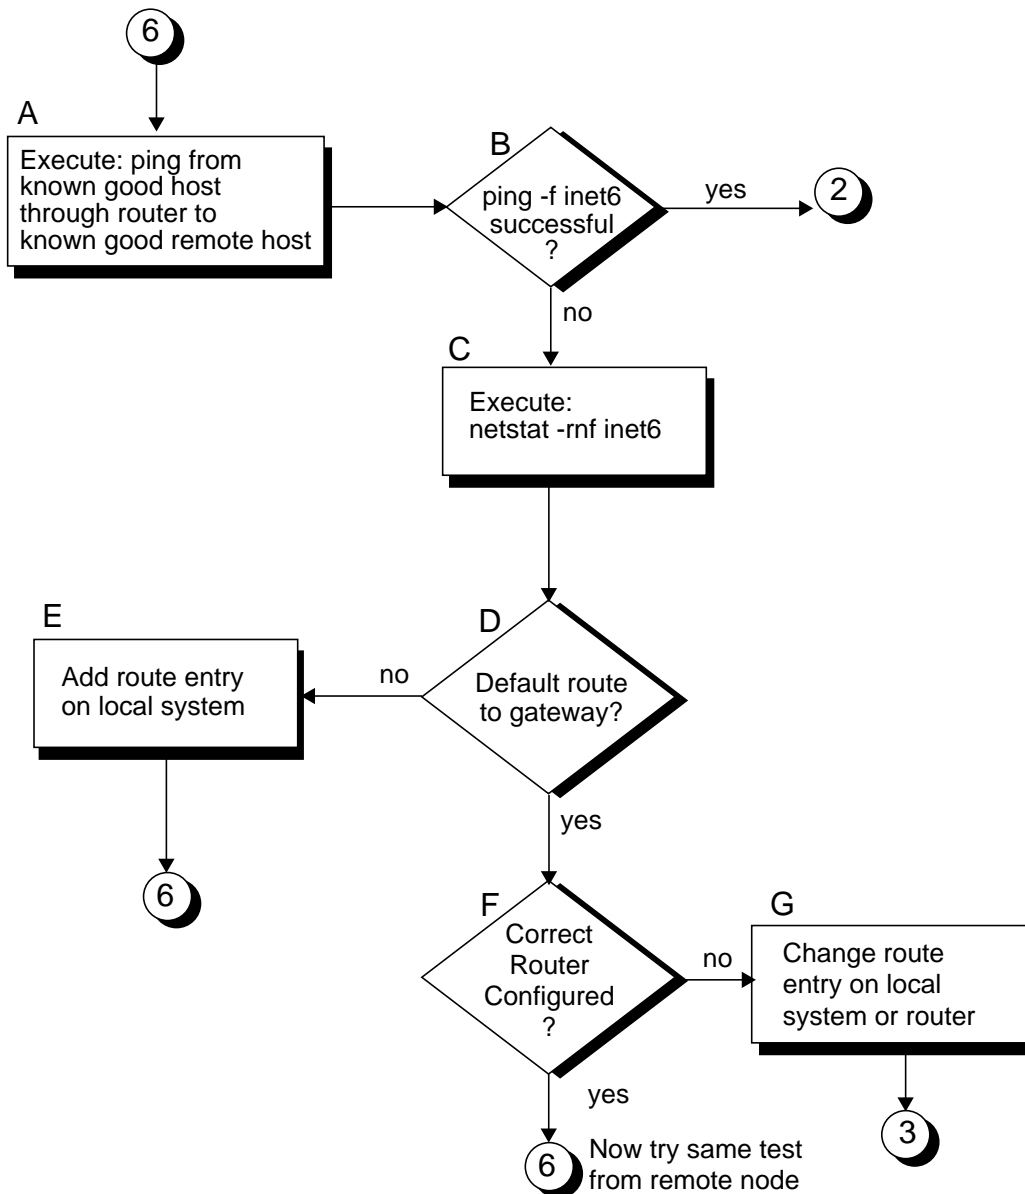 6
A
Execute: ping from
known good host
through router to
known good remote host
B
ping -f inet6
successful
?
yes
2
no
C
Execute:
netstat -rnf inet6
D
Default route
to gateway?
no
E
Add route entry
on local system
6
yes
F
Correct
Router
Configured
?
no
G
Change route
entry on local
system or router
3
yes
6
Now try same test
from remote node